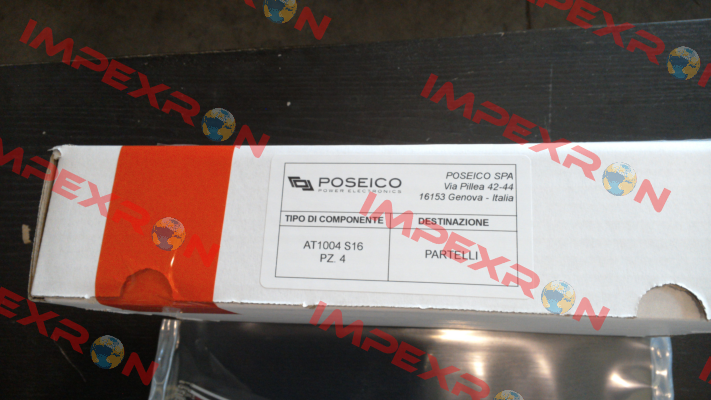 POSEICO
POWER ELECTRONICS
POSEICO SPA
Via Pillea 42-44
16153 Genova - Italia
TIPO DI COMPONENTE
DESTINAZIONE
AT1004 S16
PZ. 4
PARTELLI
IMPEXRON
IMPEXRON
IMPEXRON
IMPEXRON
IMPEXRON
IMPEXRON